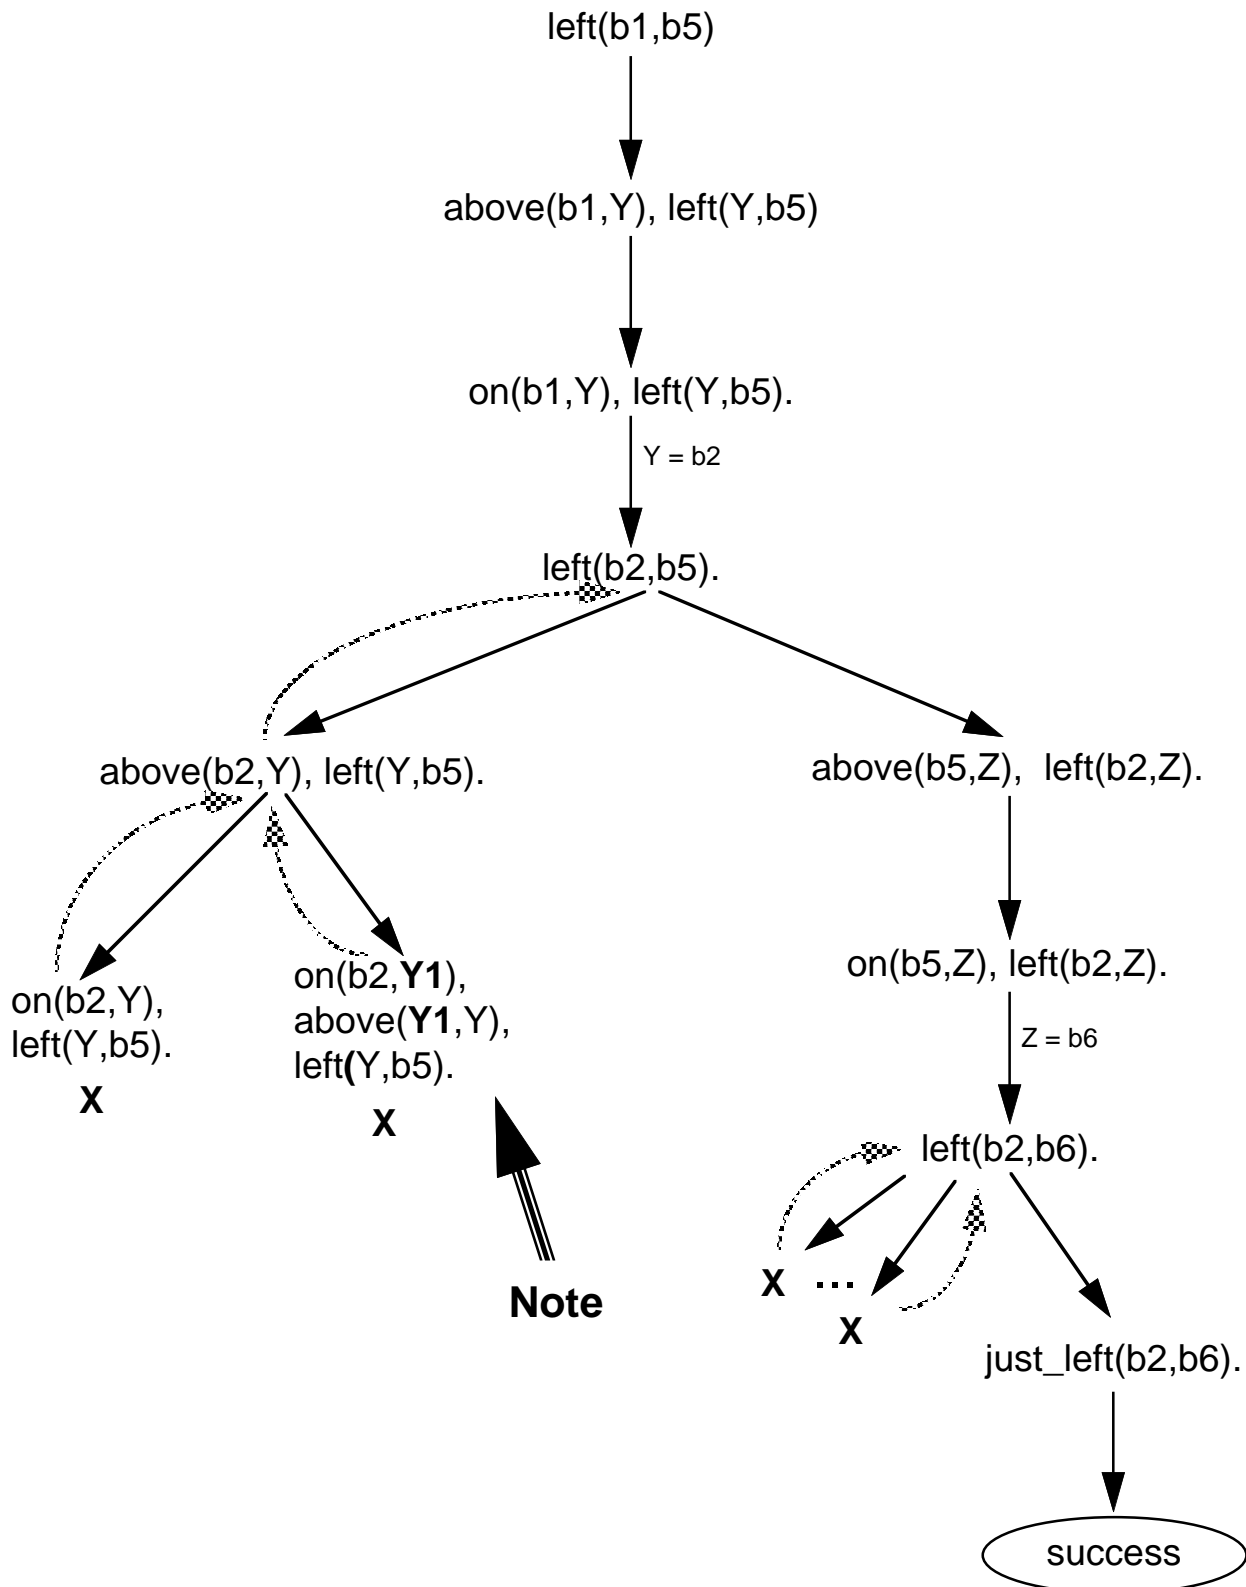 left(b1,b5)
above(b1,Y), left(Y,b5)
on(b1,Y), left(Y,b5).
Y = b2
left(b2,b5).
above(b2,Y), left(Y,b5).
above(b5,Z), left(b2,Z).
on(b2,Y),
left(Y,b5).
X
on(b2,Y1),
above(Y1,Y),
left(Y,b5).
X
Note
on(b5,Z), left(b2,Z).
Z = b6
left(b2,b6).
X ...
X
just_left(b2,b6).
success